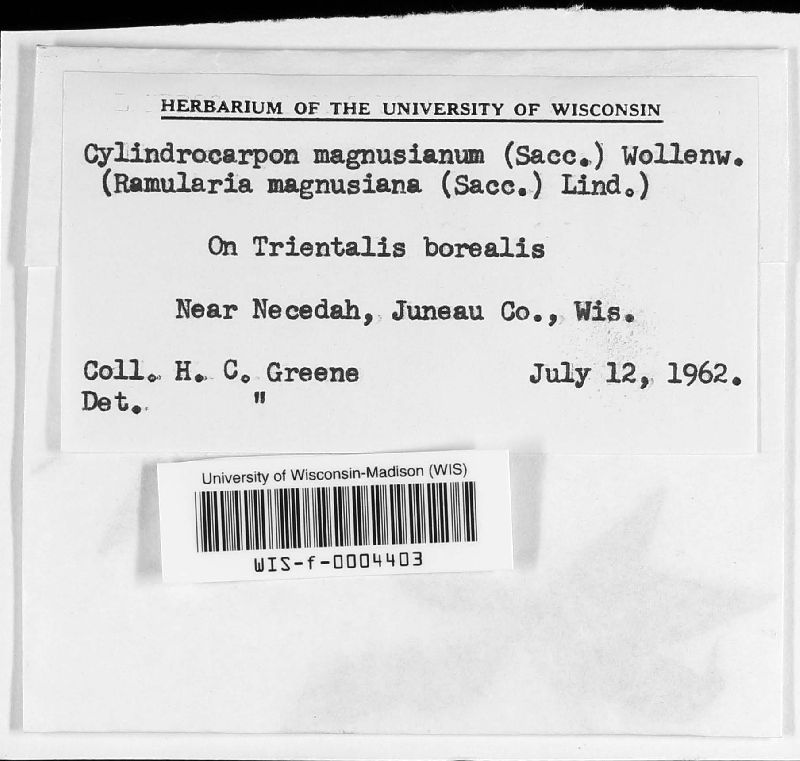 HERBARIUM OF THE UNIVERSITY OF WISCONSIN
Cylindrocarpon magnusianum (Sacc.) Wollenw.
(Ramularia magnusiana (Sacc.) Lind.)
On Trientalis borealis
Near Necedah, Juneau Co., Wis.
Coll. H. C. Greene July 12, 1962.
Det. "
University of Wisconsin-Madison (WIS)
WIS-f-0004403